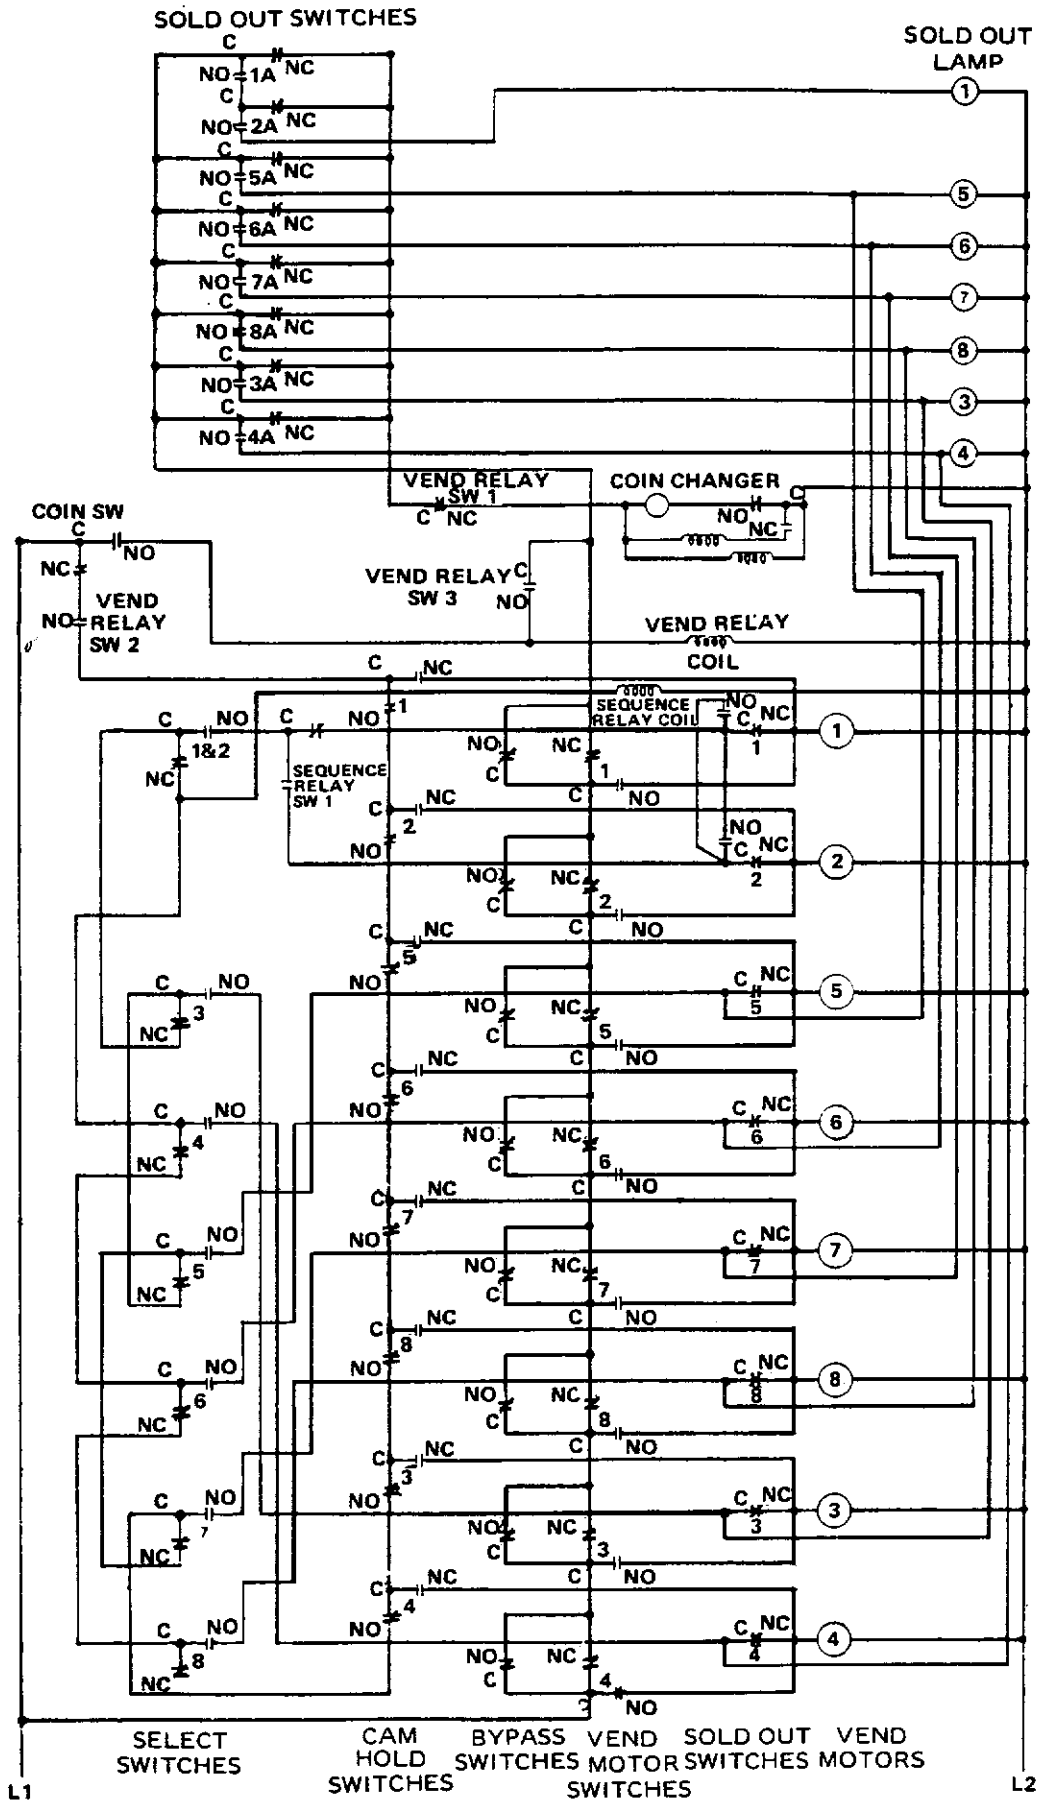 SOLD OUT SWITCHES
SOLD OUT
LAMP
C
NO 1A NC
1
C
NO 2A NC
C
NO 5A NC
5
C
NO 6A NC
6
C
NO 7A NC
7
C
NO 8A NC
8
C
NO 3A NC
3
C
NO 4A NC
4
VEND RELAY
SW 1
C NC
COIN CHANGER
C
NO
NC
COIN SW
C
NO
NC
VEND
RELAY
SW 2
NO
VEND RELAY
SW 3
C
NO
VEND RELAY
COIL
C NC
NO 1
SEQUENCE
RELAY COIL
NO
C NO
1&2
NC
C
SEQUENCE
RELAY
SW 1
NO NC
C 1
C NO
C NC
1
1
C NC
2
NO
NO NC
C 2
C NO
NO
C NC
2
2
C NC
5
NO
NO NC
C 5
C NO
C NC
5
5
C NO
3
NC
C NC
6
NO
NO NC
C 6
C NO
C NC
6
6
C NO
4
NC
C NC
7
NO
NO NC
C 7
C NO
C NC
7
7
C NO
5
NC
C NC
8
NO
NO NC
C 8
C NO
C NC
8
8
C NO
6
NC
C NC
3
NO
NO NC
C 3
C NO
C NC
3
3
C NO
7
NC
C NC
4
NO
NO NC
C 4
C NO
C NC
4
4
C NO
8
NC
SELECT
SWITCHES
CAM
HOLD
SWITCHES
BYPASS
SWITCHES
VEND
MOTOR
SWITCHES
SOLD OUT
SWITCHES
VEND
MOTORS
L1
L2